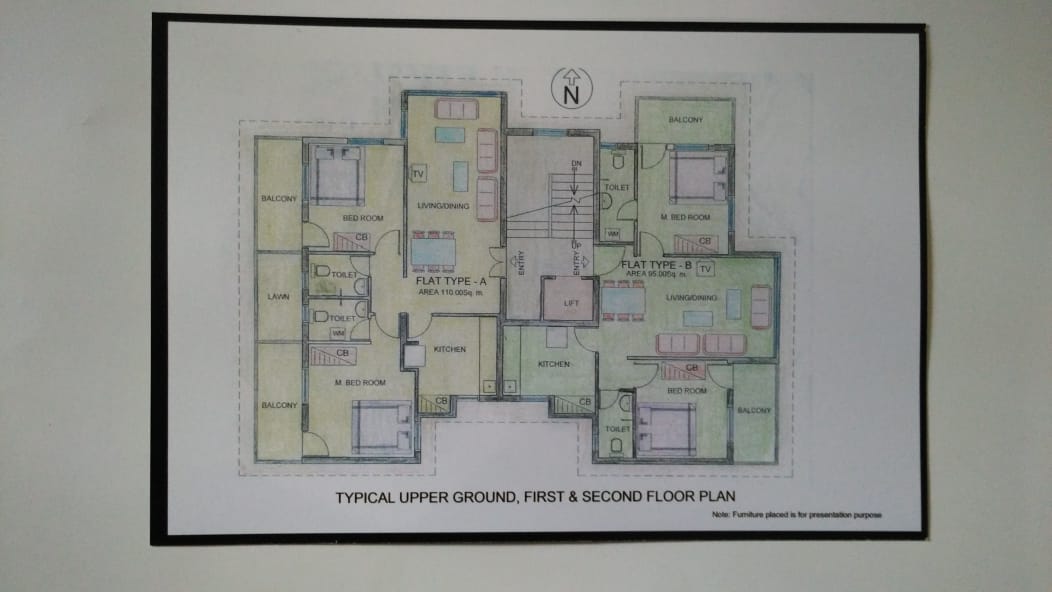 N
BALCONY
BED ROOM
CB
TV
LIVING/DINING
FLAT TYPE - A
AREA 110.00Sq. m.
TOILET
LAWN
TOILET
WM
CB
M. BED ROOM
BALCONY
KITCHEN
CB
DN
UP
ENTRY
ENTRY
LIFT
BALCONY
TOILET
WM
M. BED ROOM
CB
FLAT TYPE - B
AREA 95.00Sq. m.
TV
LIVING/DINING
KITCHEN
CB
CB
BED ROOM
TOILET
BALCONY
TYPICAL UPPER GROUND, FIRST & SECOND FLOOR PLAN
Note: Furniture placed is for presentation purpose